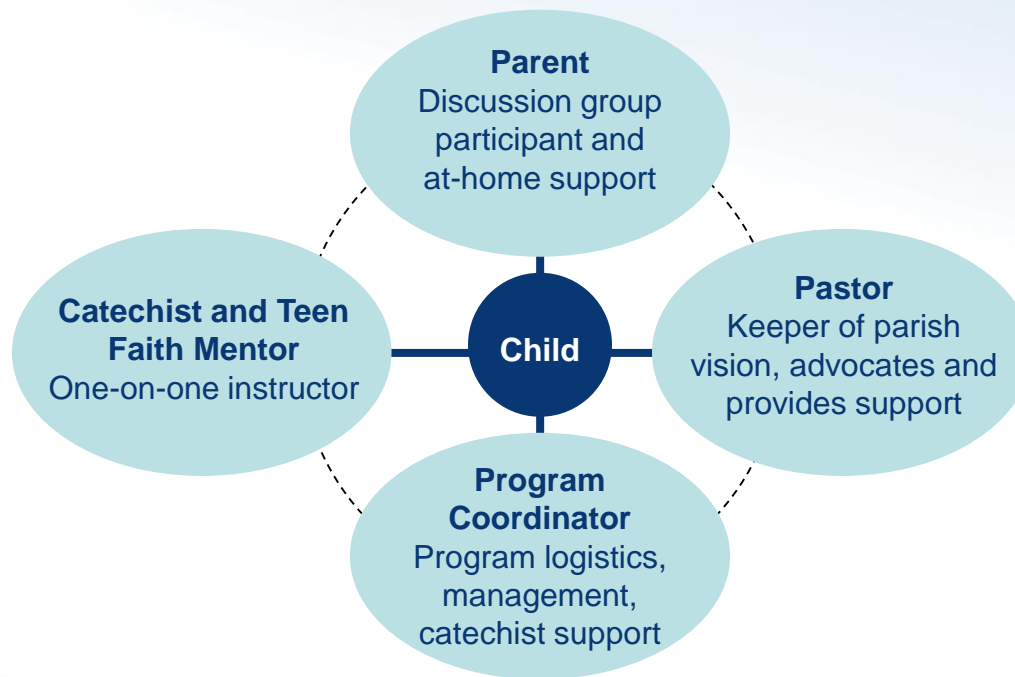 Parent
Discussion group
participant and
at-home support
Catechist and Teen
Faith Mentor
One-on-one instructor
Child
Pastor
Keeper of parish
vision, advocates and
provides support
Program
Coordinator
Program logistics,
management,
catechist support